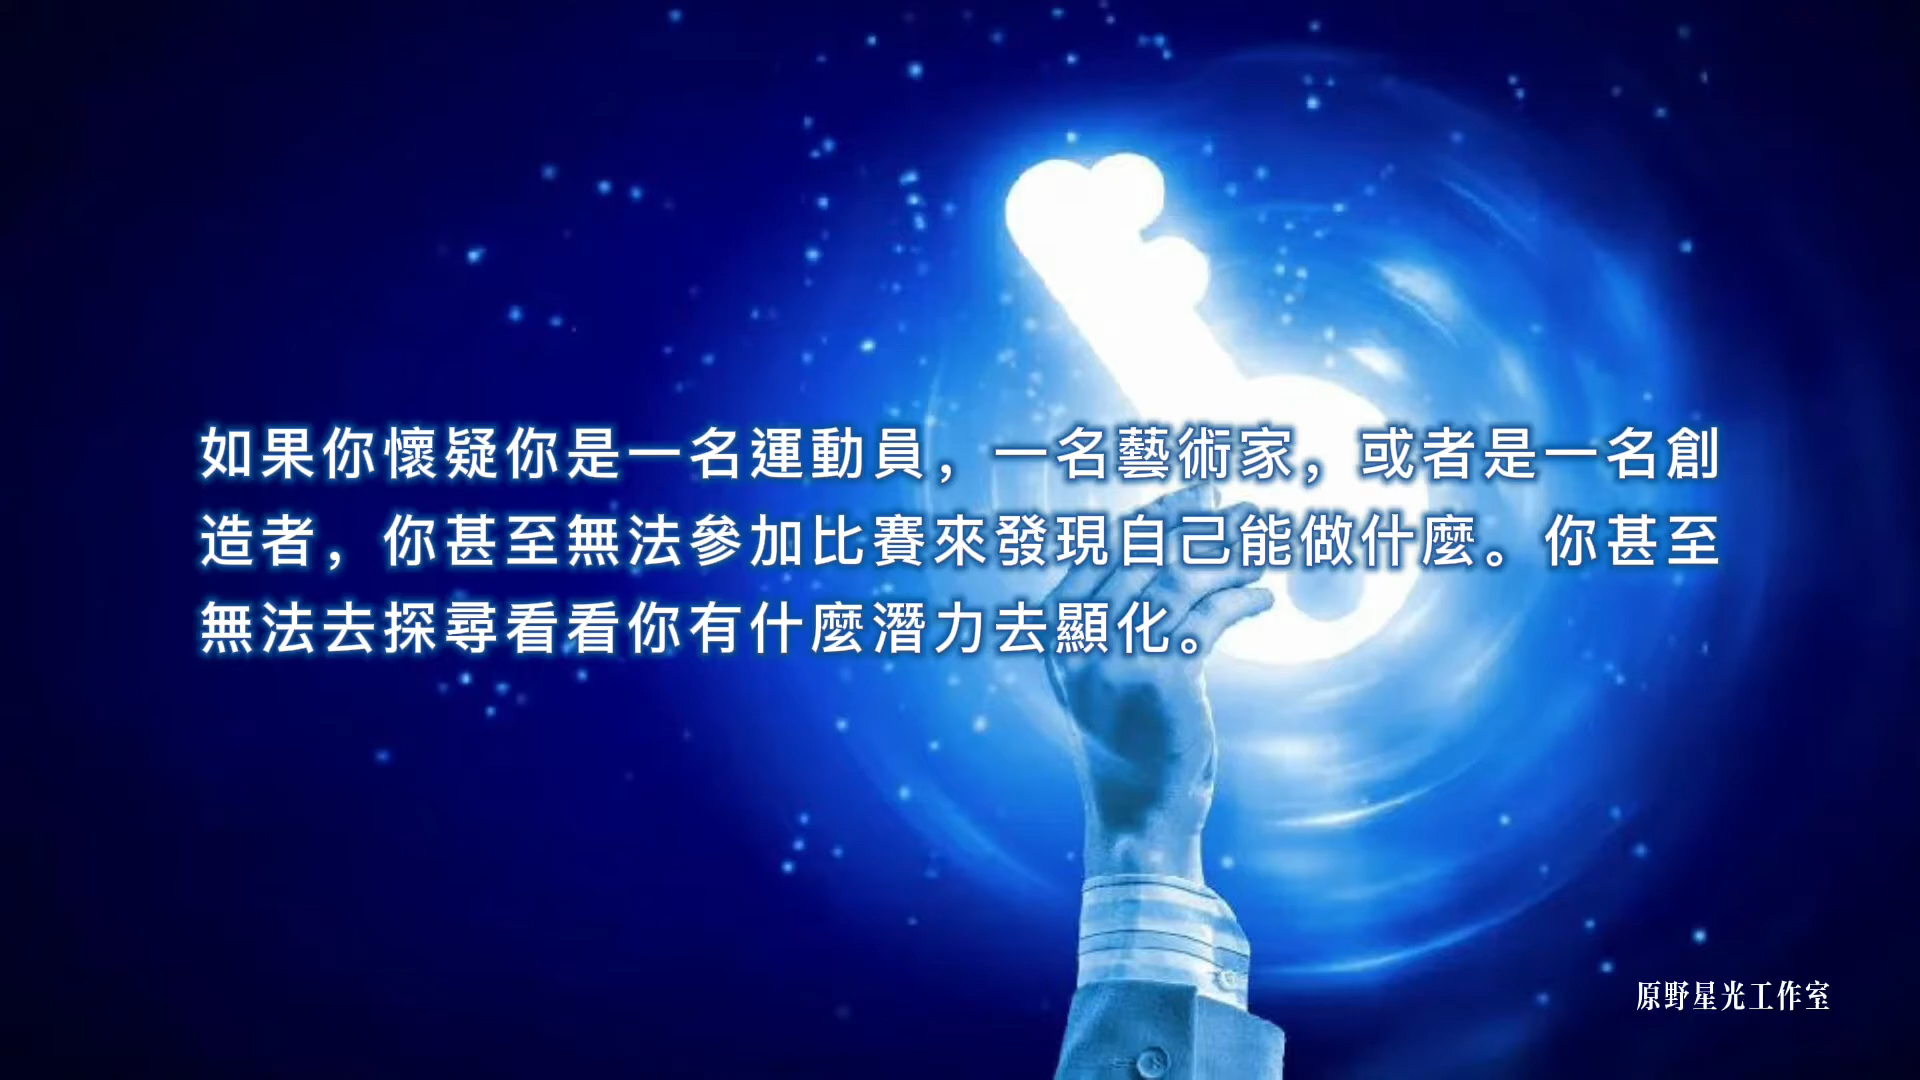 如果你懷疑你是一名運動員，一名藝術家，或者是一名創
造者，你甚至無法參加比賽來發現自己能做什麼。你甚至
無法去探尋看看你有什麼潛力去顯化。
原野星光工作室